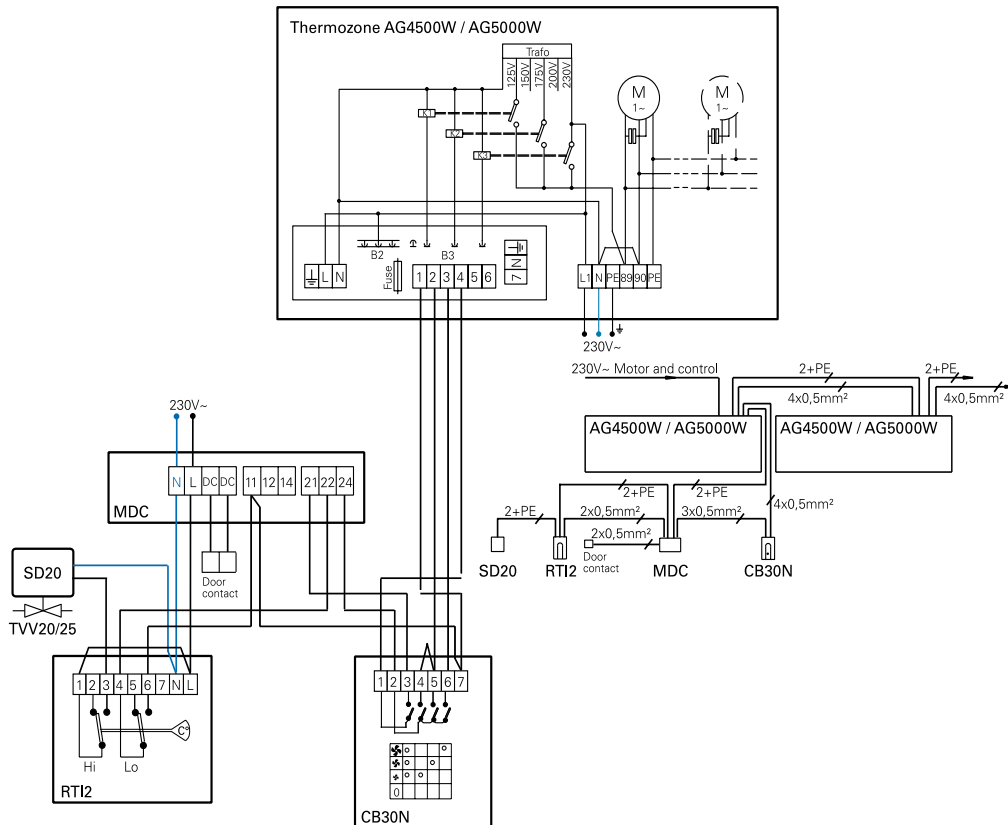 Thermozone AG4500W / AG5000W
Trafo
125V 150V 175V 200V 230V
M 1~
M 1~
K1
K2
K3
B2
B3
L N
Fuse
1 2 3 4 5 6
7 N
L1 N PE 89 90 PE
230V~
230V~ Motor and control
2+PE
2+PE
4x0,5mm²
4x0,5mm²
AG4500W / AG5000W
AG4500W / AG5000W
2+PE
2+PE
4x0,5mm²
2+PE
2x0,5mm²
3x0,5mm²
2x0,5mm²
Door contact
SD20
RTI2
MDC
CB30N
230V~
N L DC DC
11 12 14
21 22 24
MDC
Door contact
SD20
TVV20/25
1 2 3 4 5 6 7 N L
C°
Hi
Lo
RTI2
1 2 3 4 5 6 7
0
CB30N